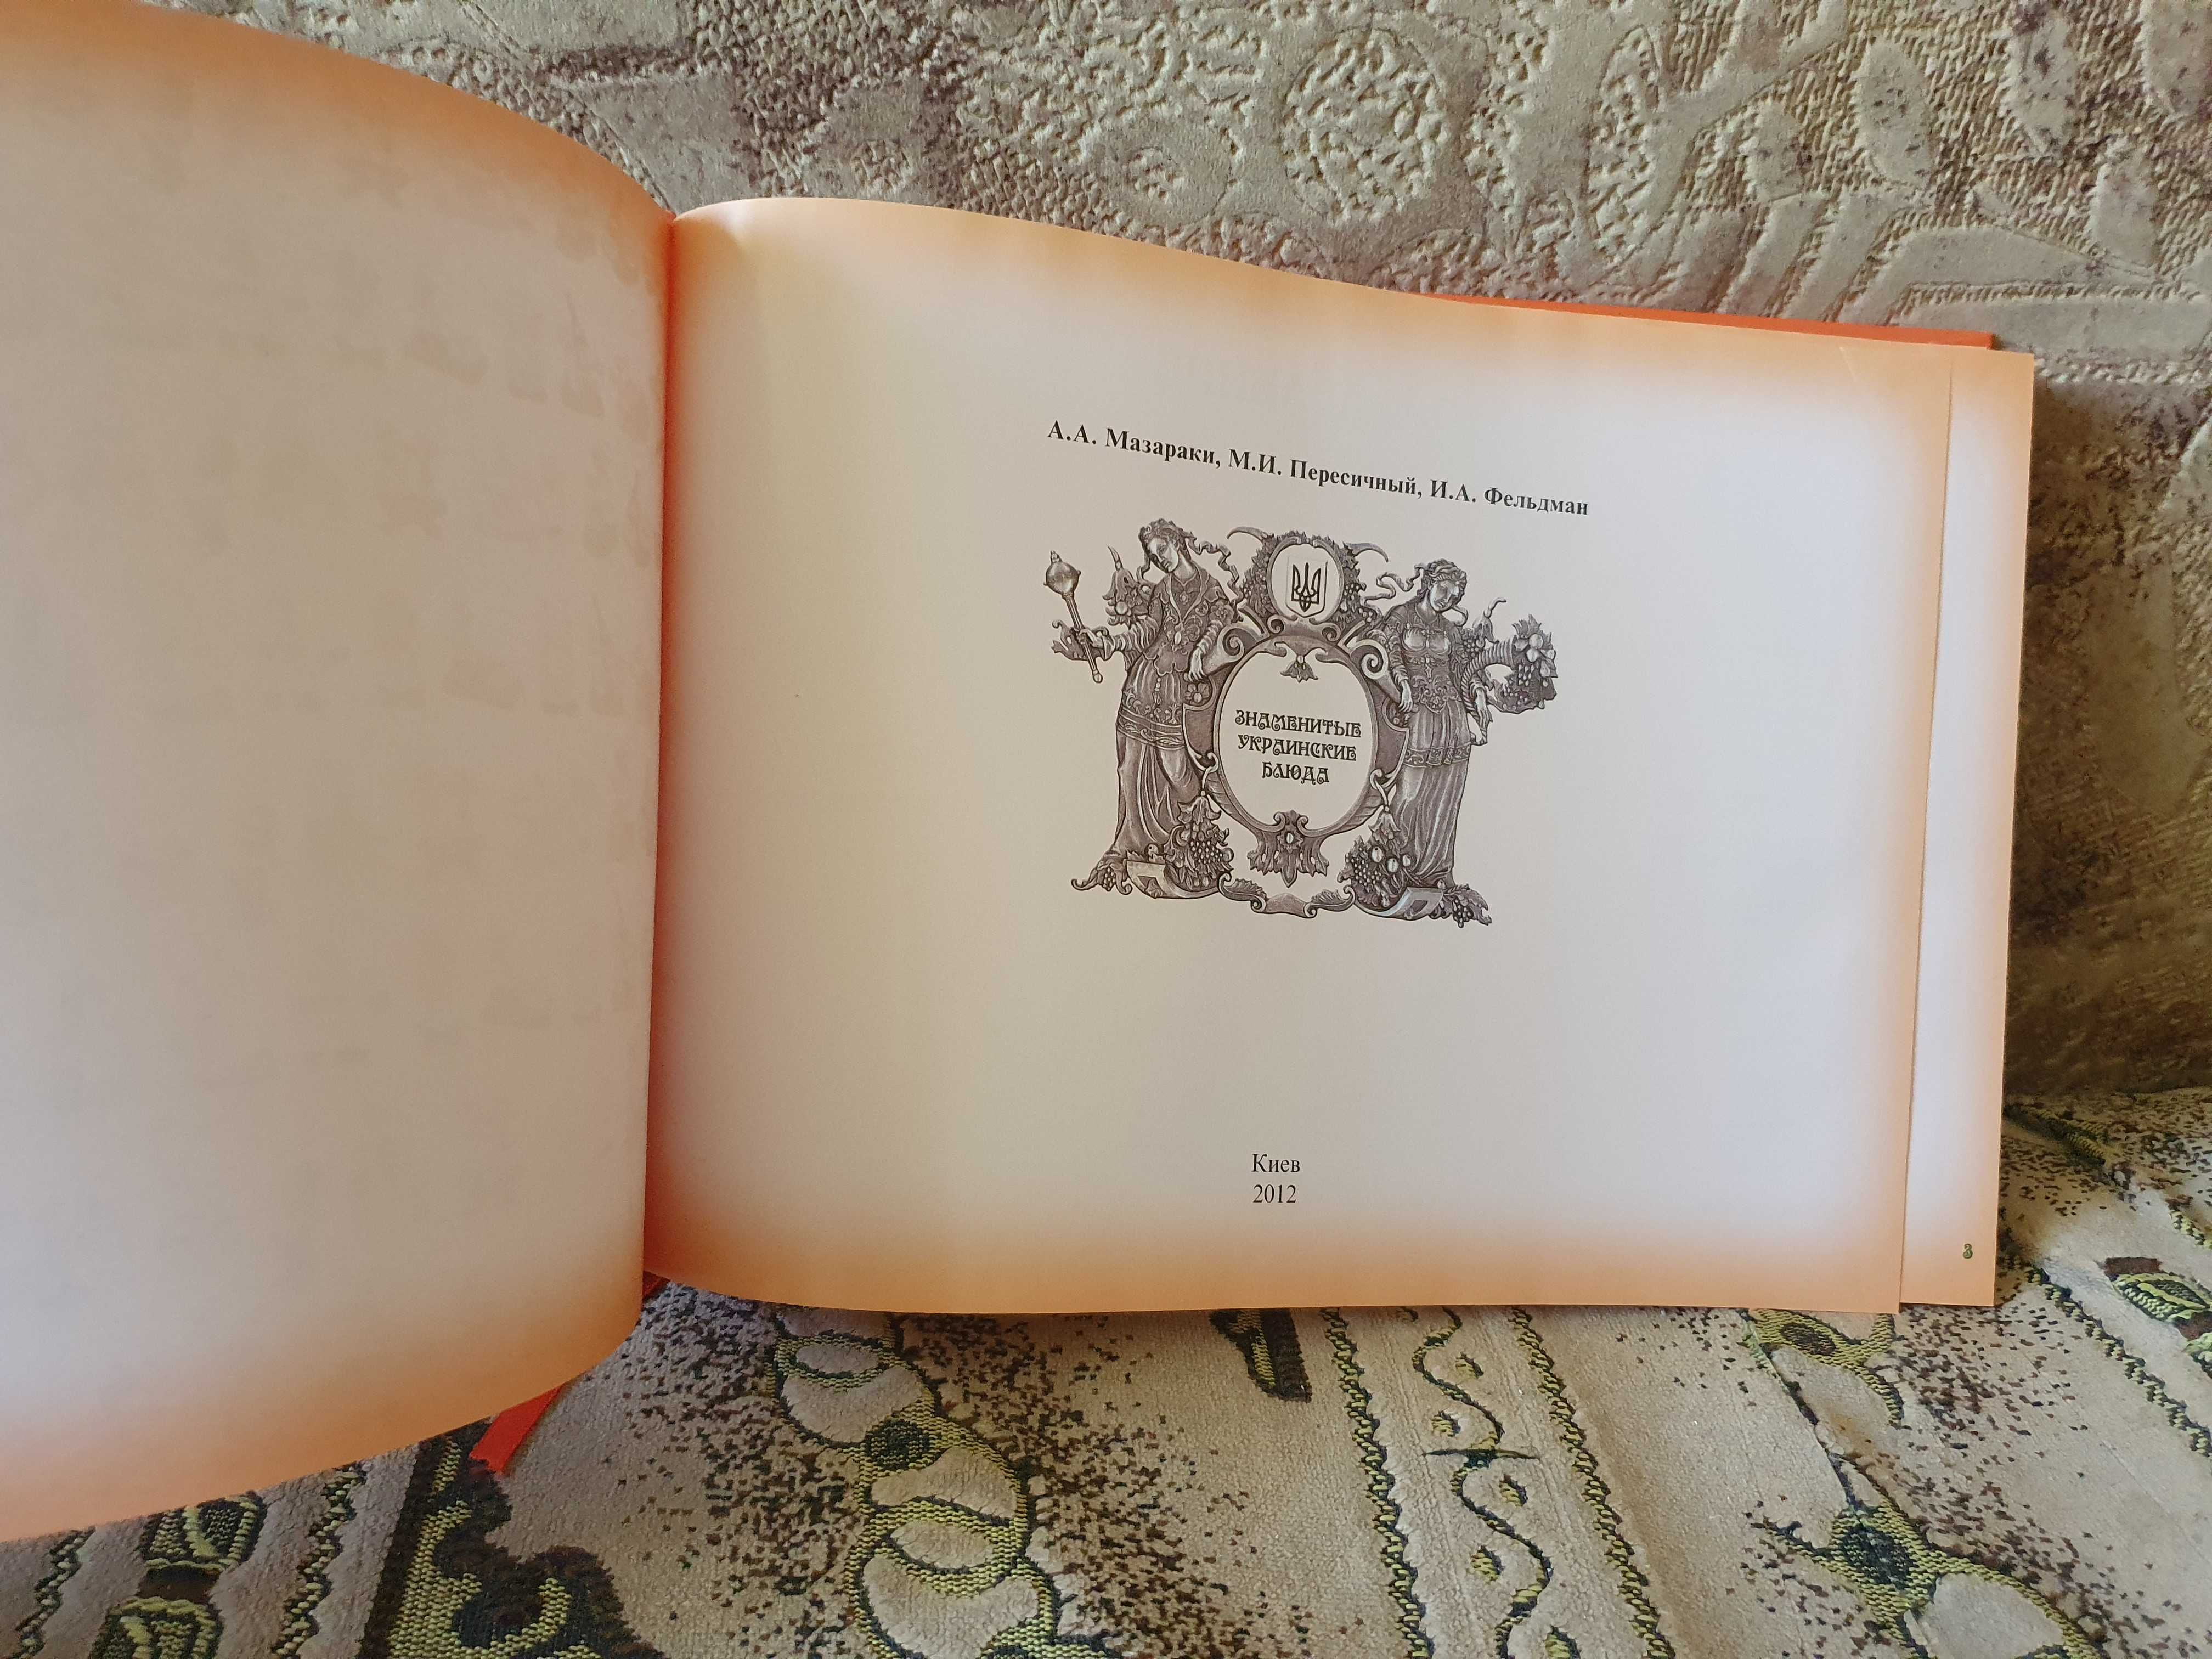 А.А. Мазараки, М.И. Пересичный, И.А. Фельдман
ЗНАМЕНИТЫЕ
УКРАИНСКИЕ
БЛЮДА
Киев
2012
3